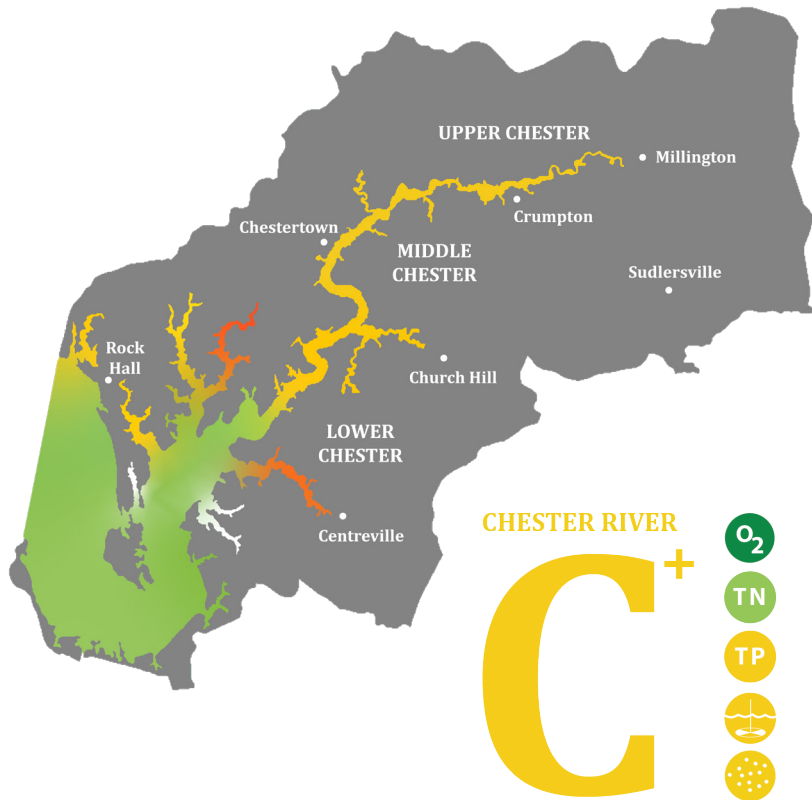 UPPER CHESTER
Millington
Crumpton
Chestertown
MIDDLE
CHESTER
Sudlersville
Rock
Hall
Church Hill
LOWER
CHESTER
Centreville
CHESTER RIVER
C+
O2
TN
TP